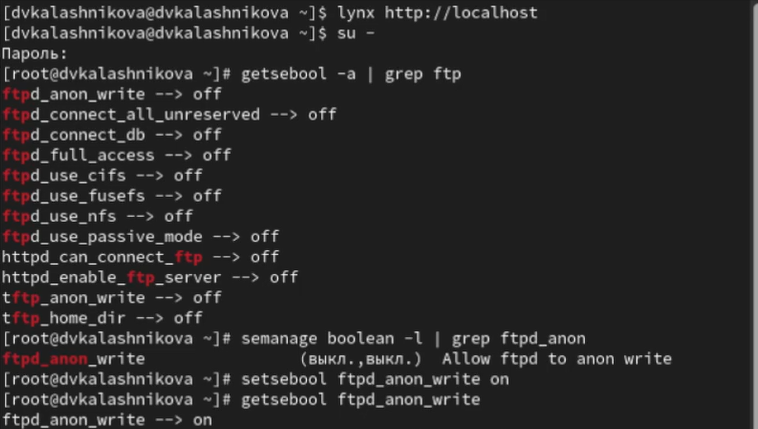 [dvkalashnikova@dvkalashnikova ~]$ lynx http://localhost
[dvkalashnikova@dvkalashnikova ~]$ su -
Пароль:
[root@dvkalashnikova ~]# getsebool -a | grep ftp
ftpd_anon_write --> off
ftpd_connect_all_unreserved --> off
ftpd_connect_db --> off
ftpd_full_access --> off
ftpd_use_cifs --> off
ftpd_use_fusefs --> off
ftpd_use_nfs --> off
ftpd_use_passive_mode --> off
httpd_can_connect_ftp --> off
httpd_enable_ftp_server --> off
tftp_anon_write --> off
tftp_home_dir --> off
[root@dvkalashnikova ~]# semanage boolean -l | grep ftpd_anon
ftpd_anon_write                (выкл.,выкл.)  Allow ftpd to anon write
[root@dvkalashnikova ~]# setsebool ftpd_anon_write on
[root@dvkalashnikova ~]# getsebool ftpd_anon_write
ftpd_anon_write --> on